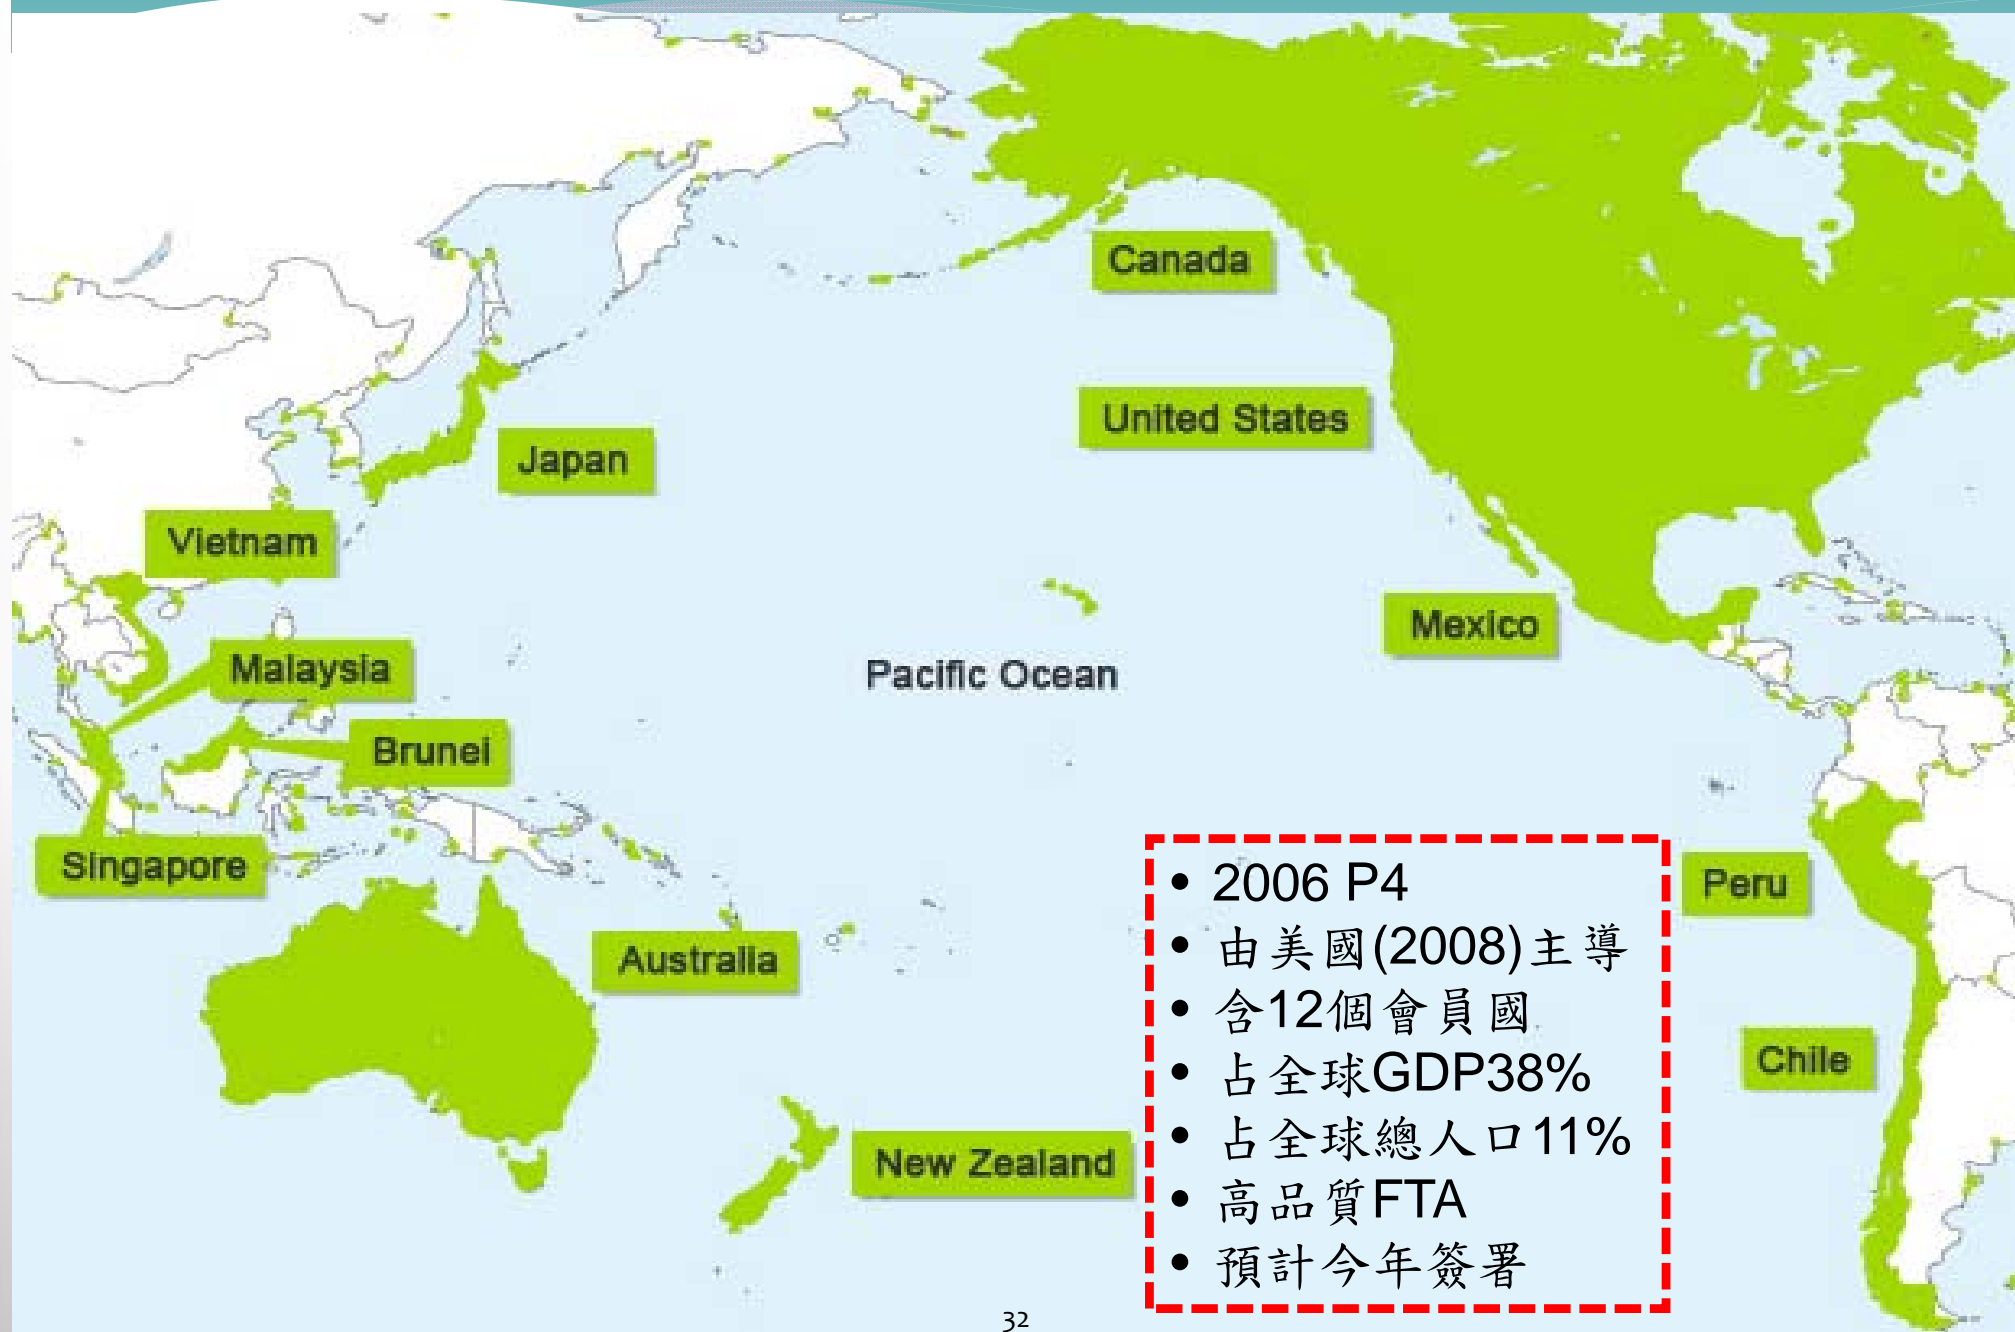 Canada
United States
Japan
Vietnam
Mexico
Malaysia
Pacific Ocean
Brunei
Singapore
Peru
Australia
Chile
New Zealand
• 2006 P4
• 由美國(2008)主導
• 含12個會員國
• 占全球GDP38%
• 占全球總人口11%
• 高品質FTA
• 預計今年簽署
32